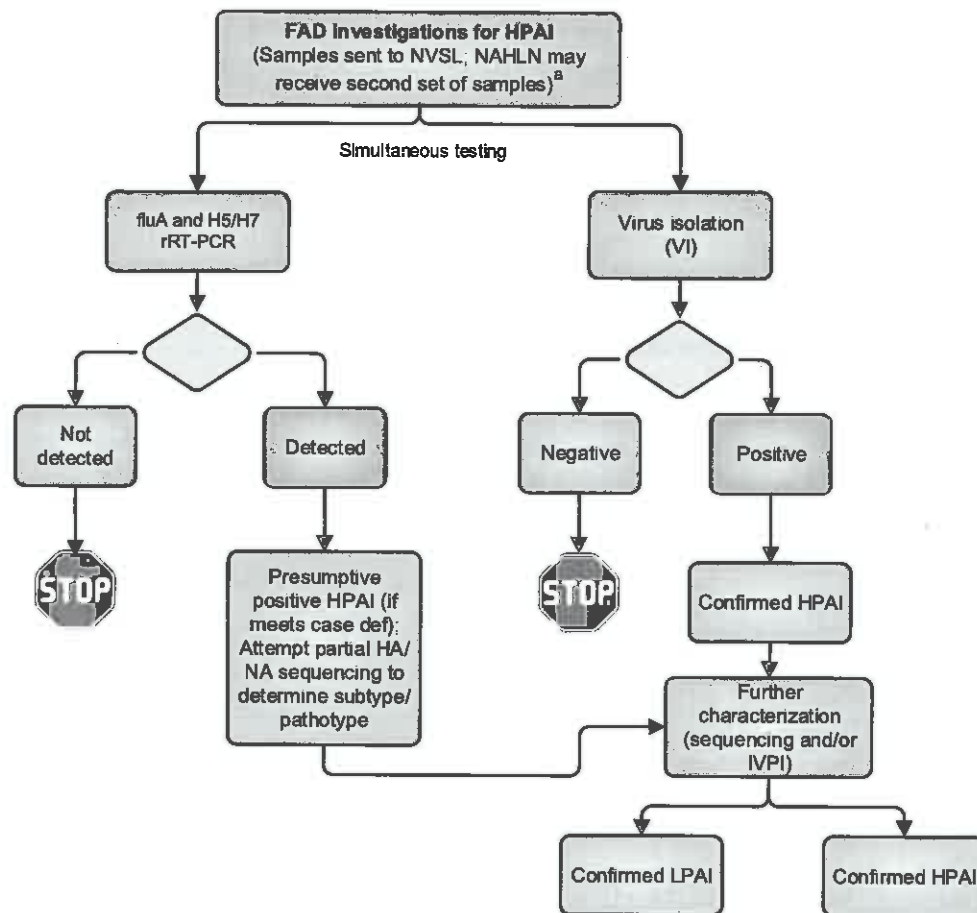 FAD Investigations for HPAI
(Samples sent to NVSL; NAHLN may
receive second set of samples)a
Simultaneous testing
fluA and H5/H7
rRT-PCR
Virus isolation
(VI)
Not
detected
Detected
Negative
Positive
STOP
Presumptive
positive HPAI (if
meets case def);
Attempt partial HA/
NA sequencing to
determine subtype/
pathotype
STOP
Confirmed HPAI
Further
characterization
(sequencing and/or
IVPI)
Confirmed LPAI
Confirmed HPAI